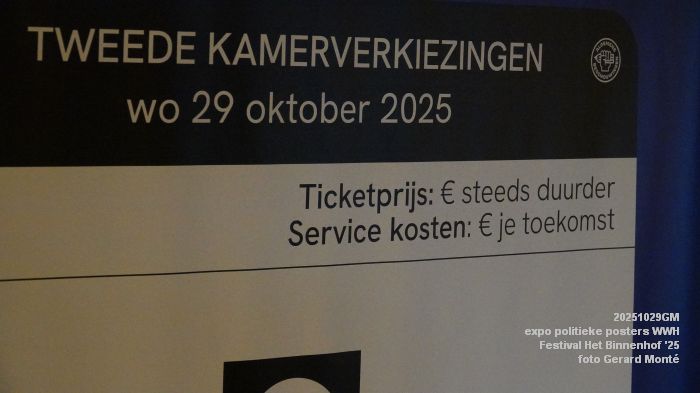 TWEEDE KAMERVERKIEZINGEN
wo 29 oktober 2025
Ticketprijs: € steeds duurder
Service kosten: € je toekomst
20251029GM
expo politieke posters WWH
Festival Het Binnenhof '25
foto Gerard Monté